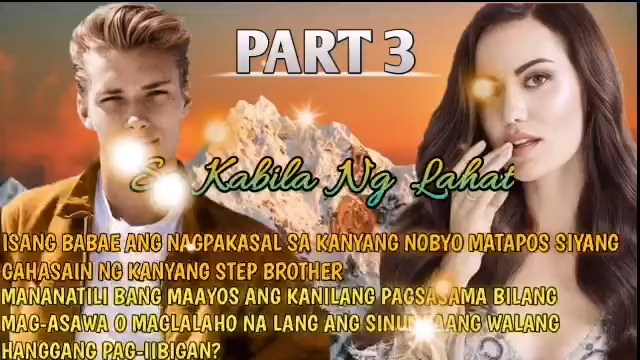 PART 3
Kabila Ng Lahat
ISANG BABAE ANG NAGPAKASAL SA KANYANG NOBYO MATAPOS SIYANG
GAHASAIN NG KANYANG STEP BROTHER
MANANATILI BANG MAAYOS ANG KANILANG PAGSASAMA BILANG
MAG-ASAWA O MAGLALAHO NA LANG ANG WALANG
HANGGANG PAG-IIBIGAN?